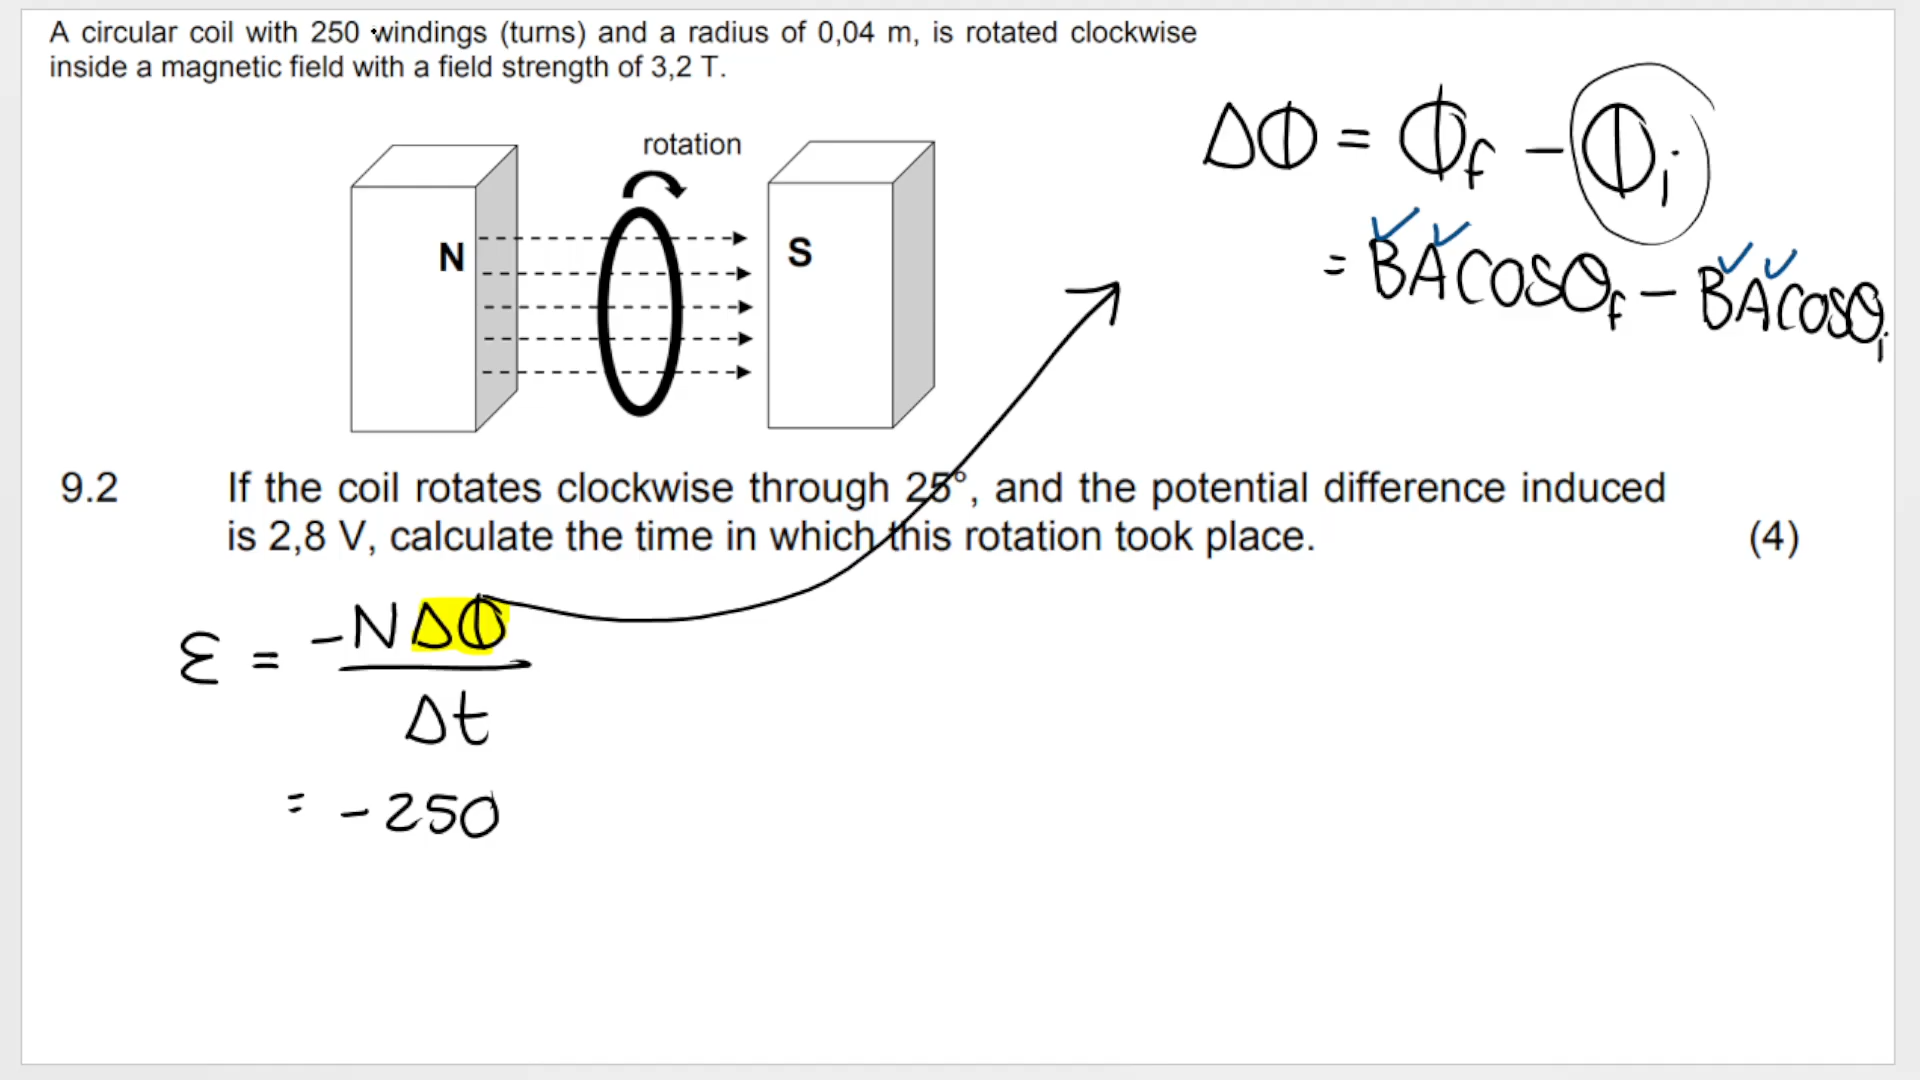 A circular coil with 250 windings (turns) and a radius of 0,04 m, is rotated clockwise
inside a magnetic field with a field strength of 3,2 T.
rotation
N
S
ΔΦ = Φf − Φi
= BAcosθf − BAcosθi
9.2 If the coil rotates clockwise through 25°, and the potential difference induced
is 2,8 V, calculate the time in which this rotation took place. (4)
ε = −NΔΦ
Δt
= −250